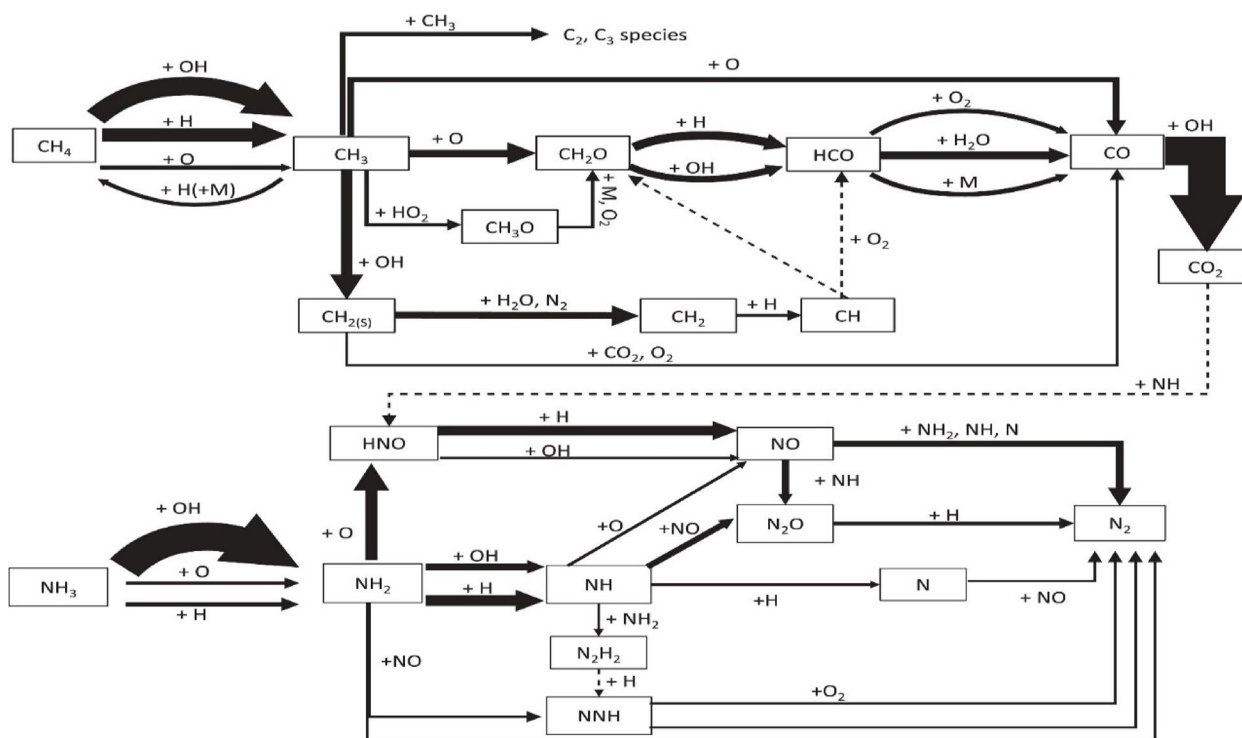 + CH₃
C₂, C₃ species
+ OH
+ O
+ H
+ O
+ H
+ O₂
+ OH
CH₄
+ O
CH₃
CH₂O
+ OH
HCO
+ H₂O
CO
+ H(+M)
+ M
+ HO₂
CH₃O
+ M, O₂
+ O₂
+ OH
CO₂
CH₂(S)
+ H₂O, N₂
CH₂
+ H
CH
+ CO₂, O₂
+ NH
HNO
+ H
+ OH
NO
+ NH₂, NH, N
+ NH
+ OH
+ O
+O
+NO
N₂O
+ H
N₂
NH₃
+ O
+ H
NH₂
+ OH
+ H
NH
+H
N
+ NO
+ NH₂
N₂H₂
+NO
+ H
NNH
+O₂